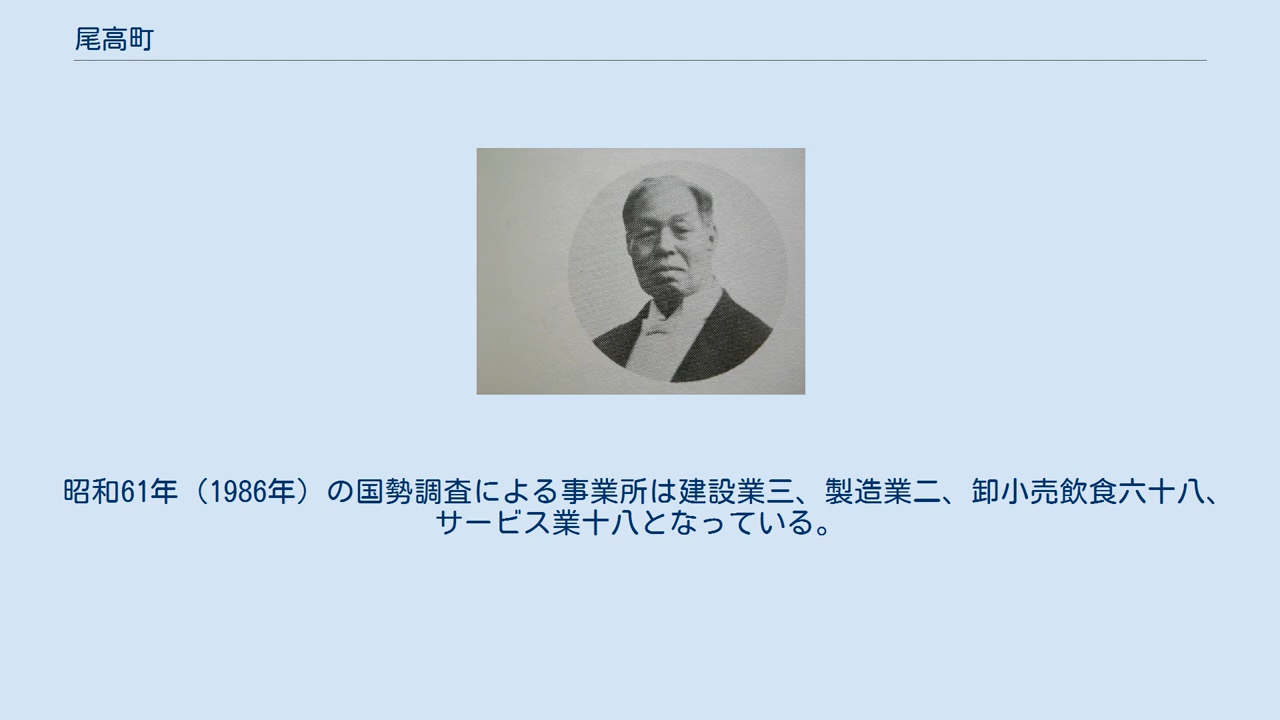 尾高町
昭和61年（1986年）の国勢調査による事業所は建設業三、製造業二、卸小売飲食六十八、
サービス業十八となっている。